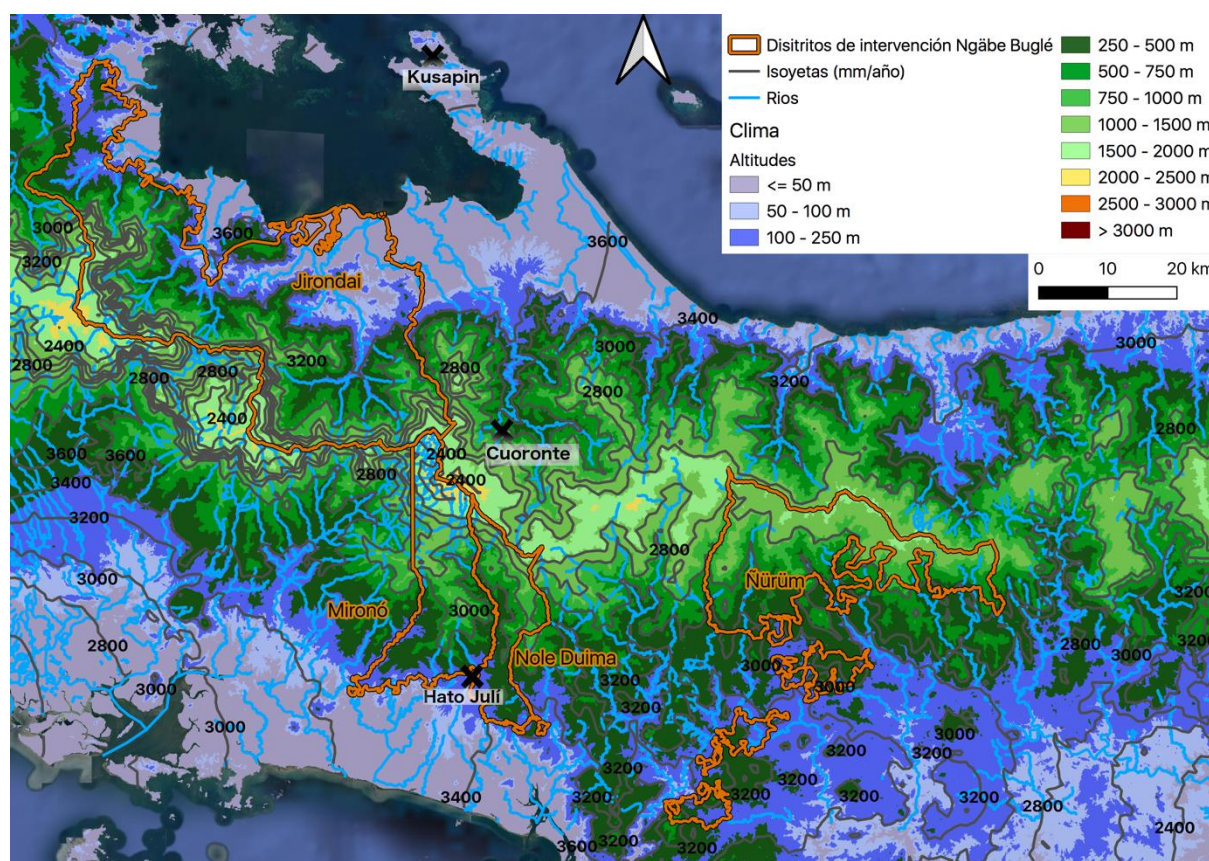 Kusapin
Disitritos de intervención Ngäbe Buglé
Isoyetas (mm/año)
Rios
Clima
Altitudes
<= 50 m
50 - 100 m
100 - 250 m
250 - 500 m
500 - 750 m
750 - 1000 m
1000 - 1500 m
1500 - 2000 m
2000 - 2500 m
2500 - 3000 m
> 3000 m
0 10 20 km
3000
3600
3600
3200
Jirondai
3400
2400
2800
2800
3200
2800
3000
2800
3200
3000
2400
2800
3600
3600
2800
2400
2400
Cuoronte
3400
3200
2800
3000
2800
Mironó
3000
Ñürüm
3200
2800
3200
3000
3000
Nole Duima
3000
3000
3000
Hato Julí
3200
3200
3200
3200
3000
3200
3400
3200
3200
3200
3200
3200
2800
2400
3600
3200